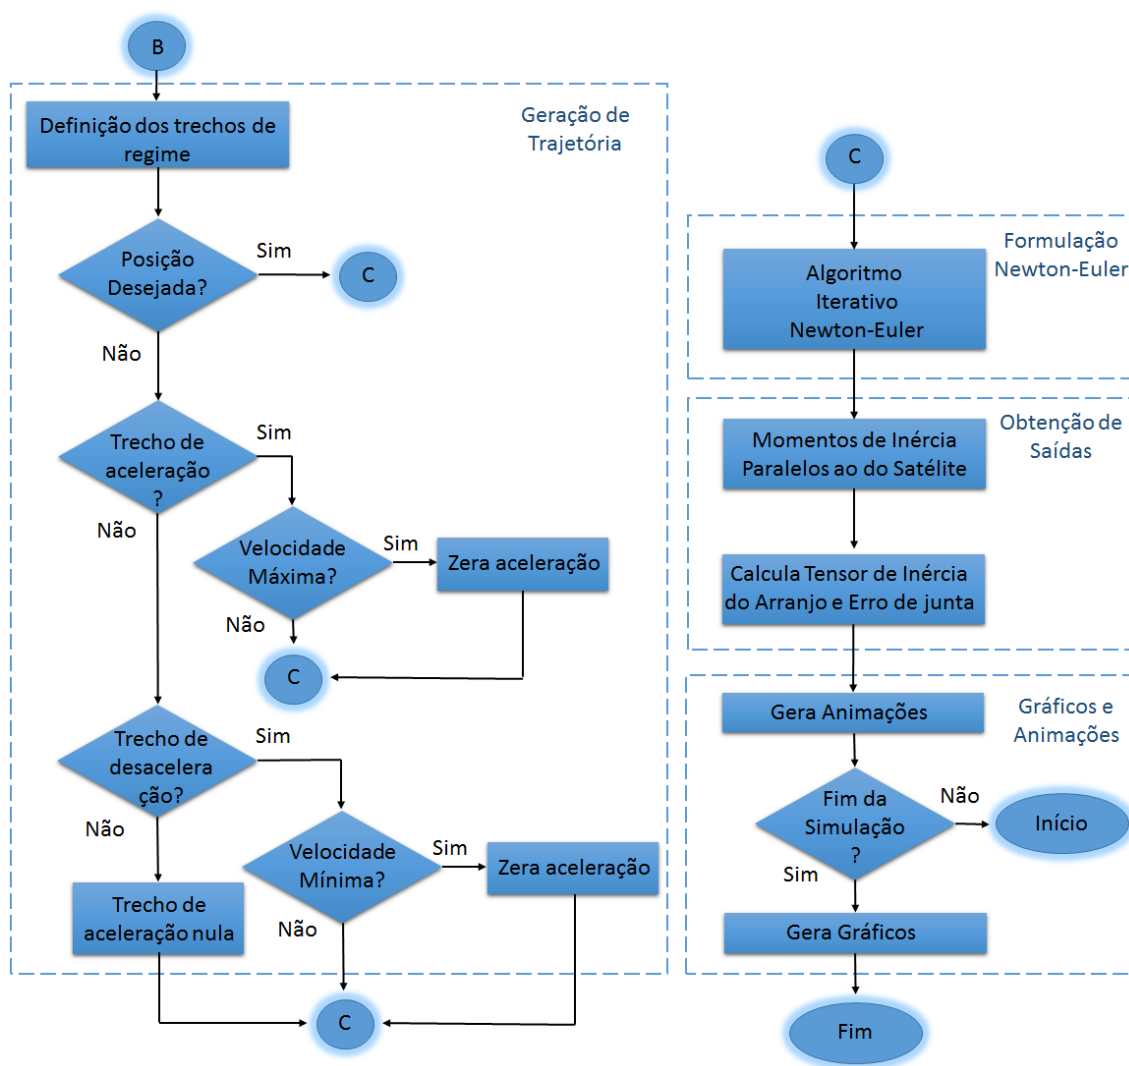 B
Geração de
Trajetória
Definição dos trechos de
regime
Posição
Desejada?
Sim
C
Não
Trecho de
aceleração
?
Sim
Não
Velocidade
Máxima?
Sim
Zera aceleração
Não
C
Trecho de
desacelera
ção?
Sim
Não
Velocidade
Mínima?
Sim
Zera aceleração
Trecho de
aceleração nula
Não
C
C
Formulação
Newton-Euler
Algoritmo
Iterativo
Newton-Euler
Obtenção de
Saídas
Momentos de Inércia
Paralelos ao do Satélite
Calcula Tensor de Inércia
do Arranjo e Erro de junta
Gráficos e
Animações
Gera Animações
Fim da
Simulação
?
Não
Início
Sim
Gera Gráficos
Fim